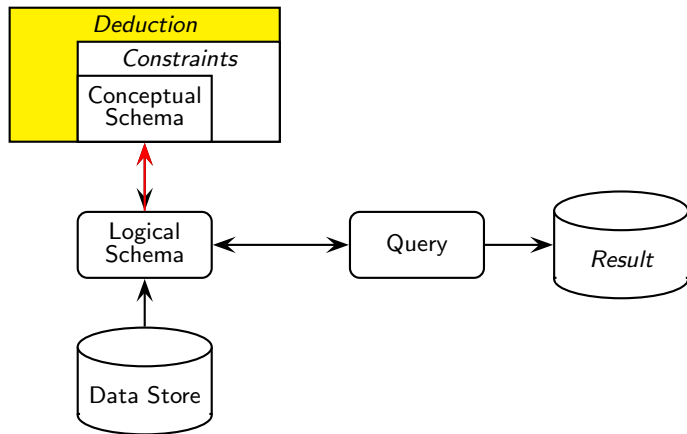 Deduction
Constraints
Conceptual
Schema
Logical
Schema
Query
Result
Data Store